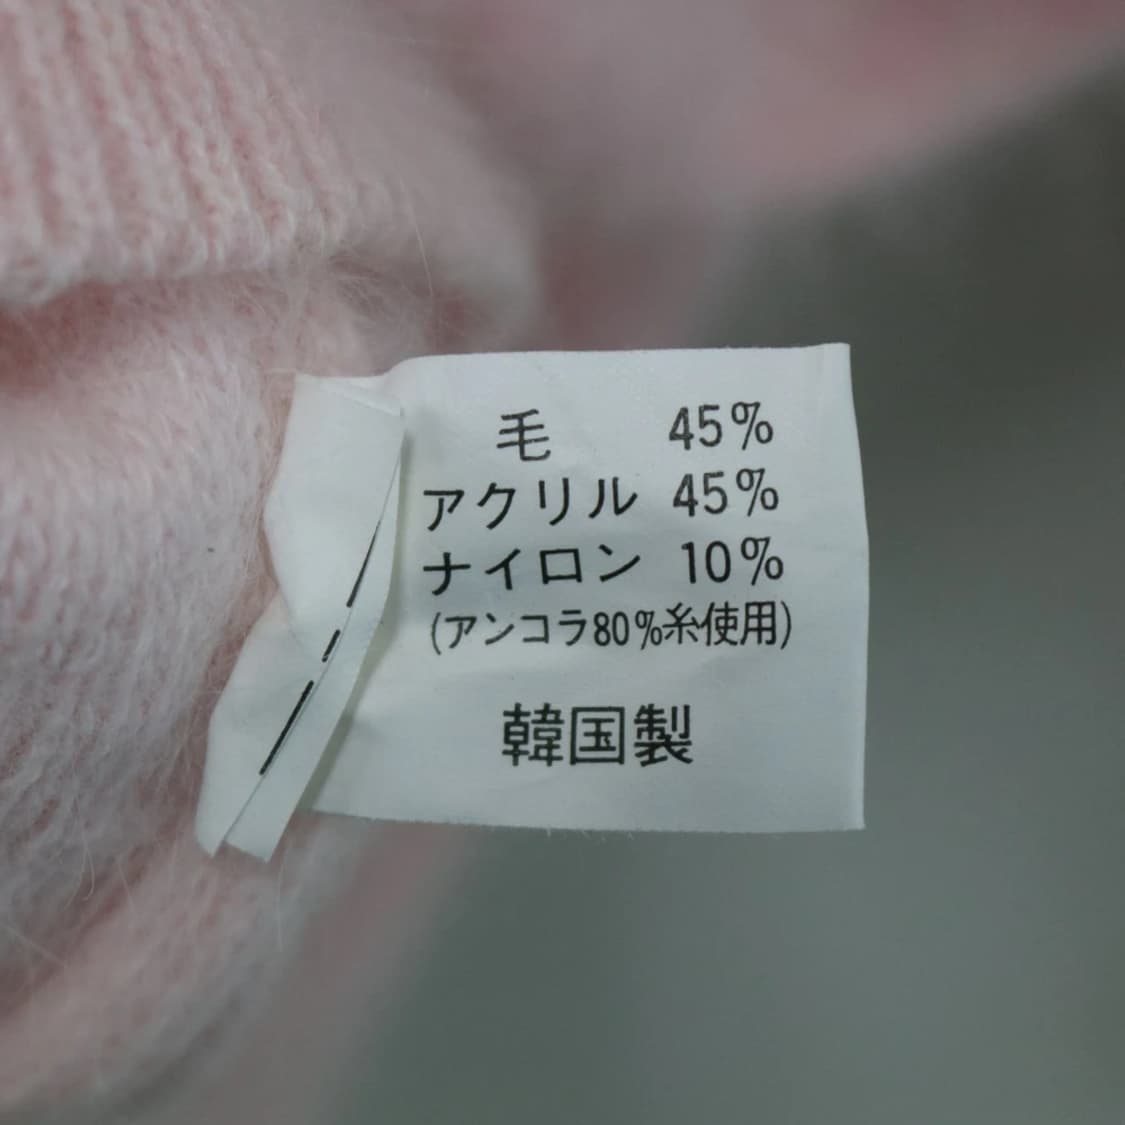 毛 45%
アクリル 45%
ナイロン 10%
(アンコラ80%糸使用)
韓国製